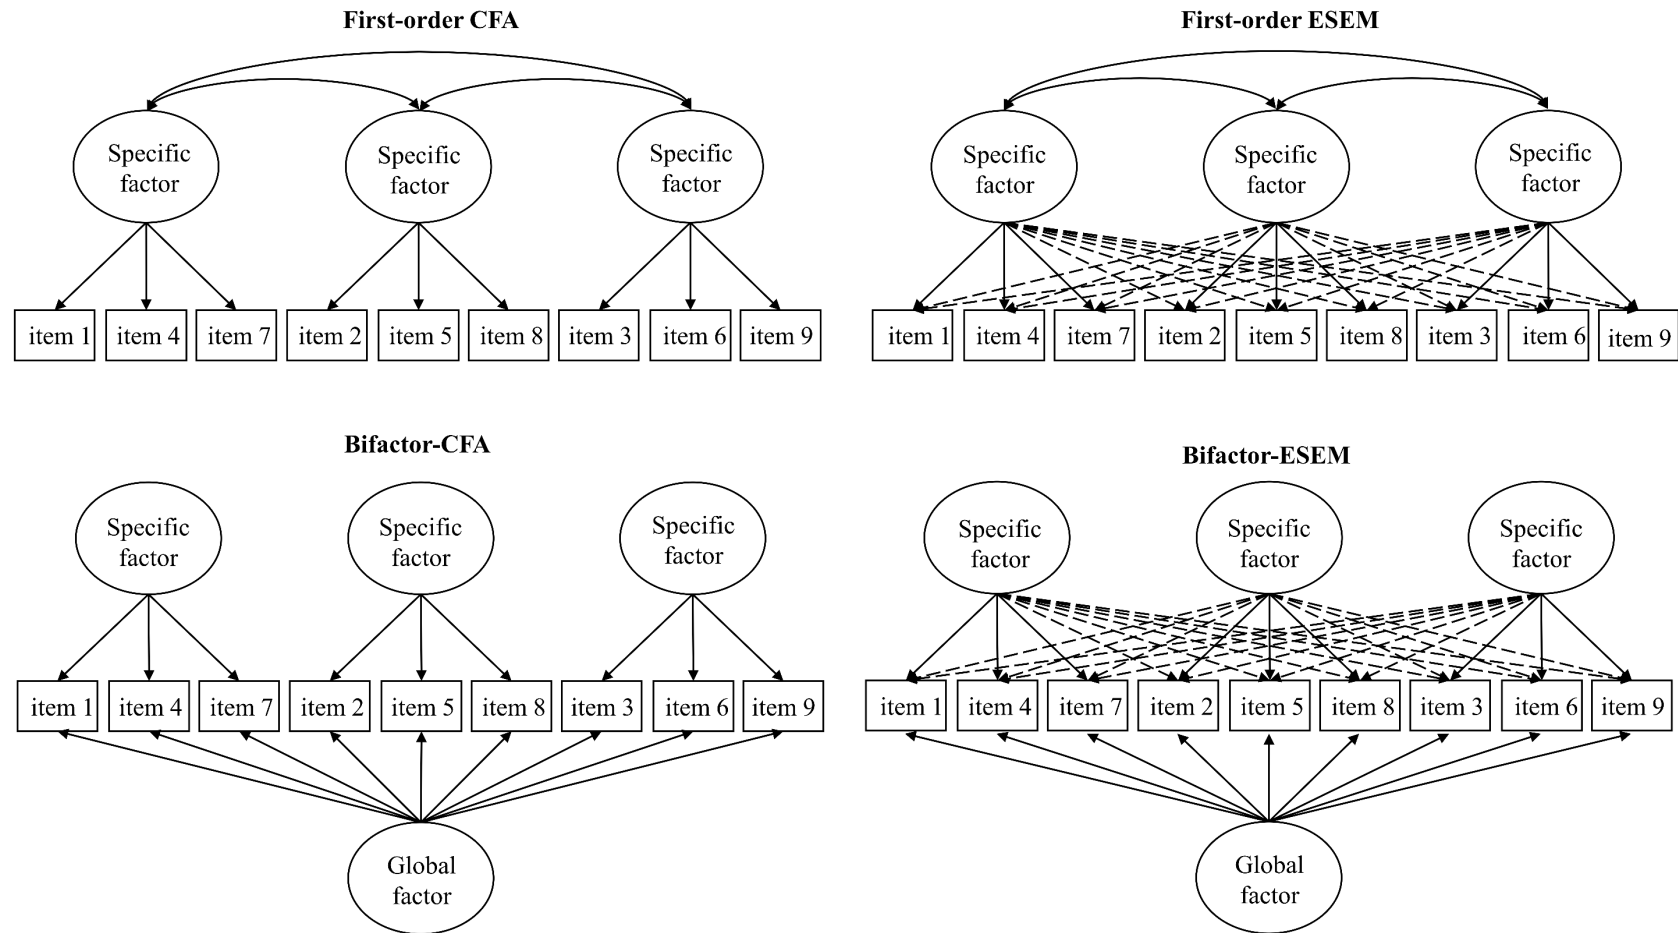 First-order CFA
Specific
factor
Specific
factor
Specific
factor
item 1
item 4
item 7
item 2
item 5
item 8
item 3
item 6
item 9
First-order ESEM
Specific
factor
Specific
factor
Specific
factor
item 1
item 4
item 7
item 2
item 5
item 8
item 3
item 6
item 9
Bifactor-CFA
Specific
factor
Specific
factor
Specific
factor
item 1
item 4
item 7
item 2
item 5
item 8
item 3
item 6
item 9
Global
factor
Bifactor-ESEM
Specific
factor
Specific
factor
Specific
factor
item 1
item 4
item 7
item 2
item 5
item 8
item 3
item 6
item 9
Global
factor